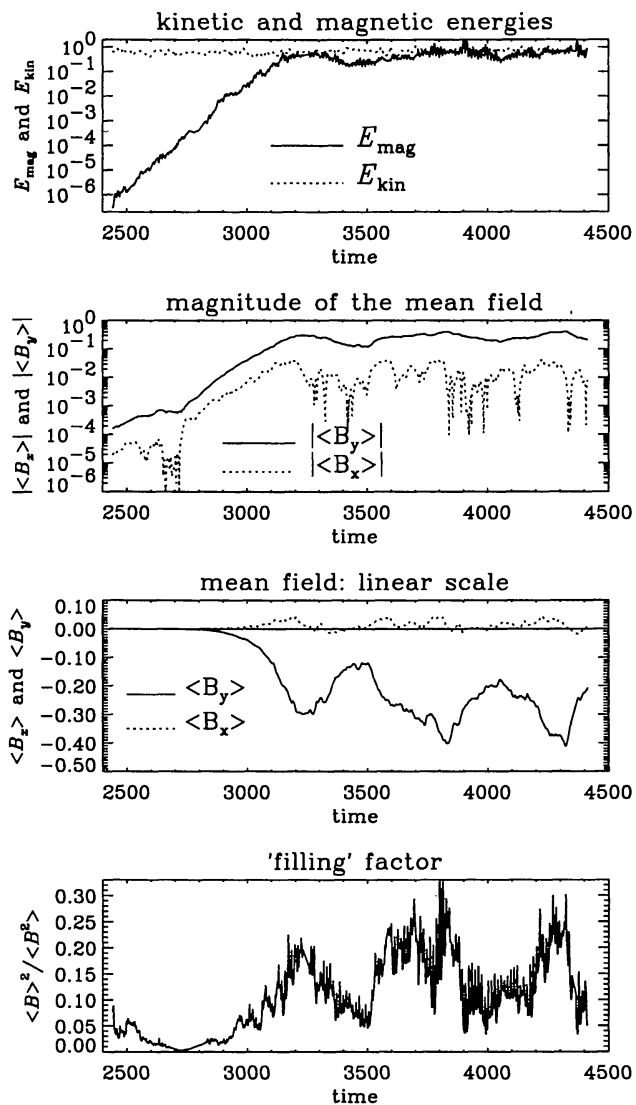 kinetic and magnetic energies
E_mag and E_kin
10^0
10^-1
10^-2
10^-3
10^-4
10^-5
10^-6
E_mag
E_kin
2500 3000 3500 4000 4500
time
magnitude of the mean field
|<B_x>| and |<B_y>|
10^0
10^-1
10^-2
10^-3
10^-4
10^-5
10^-6
|<B_y>|
|<B_x>|
2500 3000 3500 4000 4500
time
mean field: linear scale
<B_x> and <B_y>
0.10
0.00
-0.10
-0.20
-0.30
-0.40
-0.50
<B_y>
<B_x>
2500 3000 3500 4000 4500
time
'filling' factor
<B>^2/<B^2>
0.30
0.25
0.20
0.15
0.10
0.05
0.00
2500 3000 3500 4000 4500
time